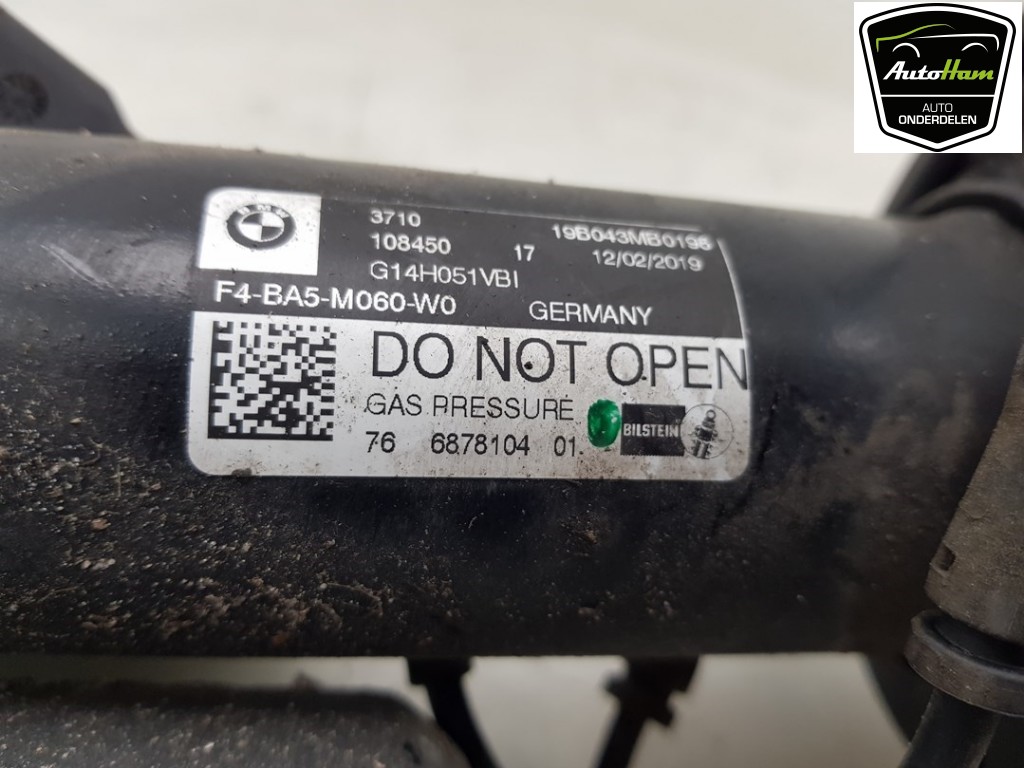 AutoHam
AUTO
ONDERDELEN
BMW
3710
19B043MB0196
108450 17 12/02/2019
G14H051VBI
F4-BA5-M060-W0 GERMANY
DO NOT OPEN
GAS PRESSURE
BILSTEIN
76 6878104 01